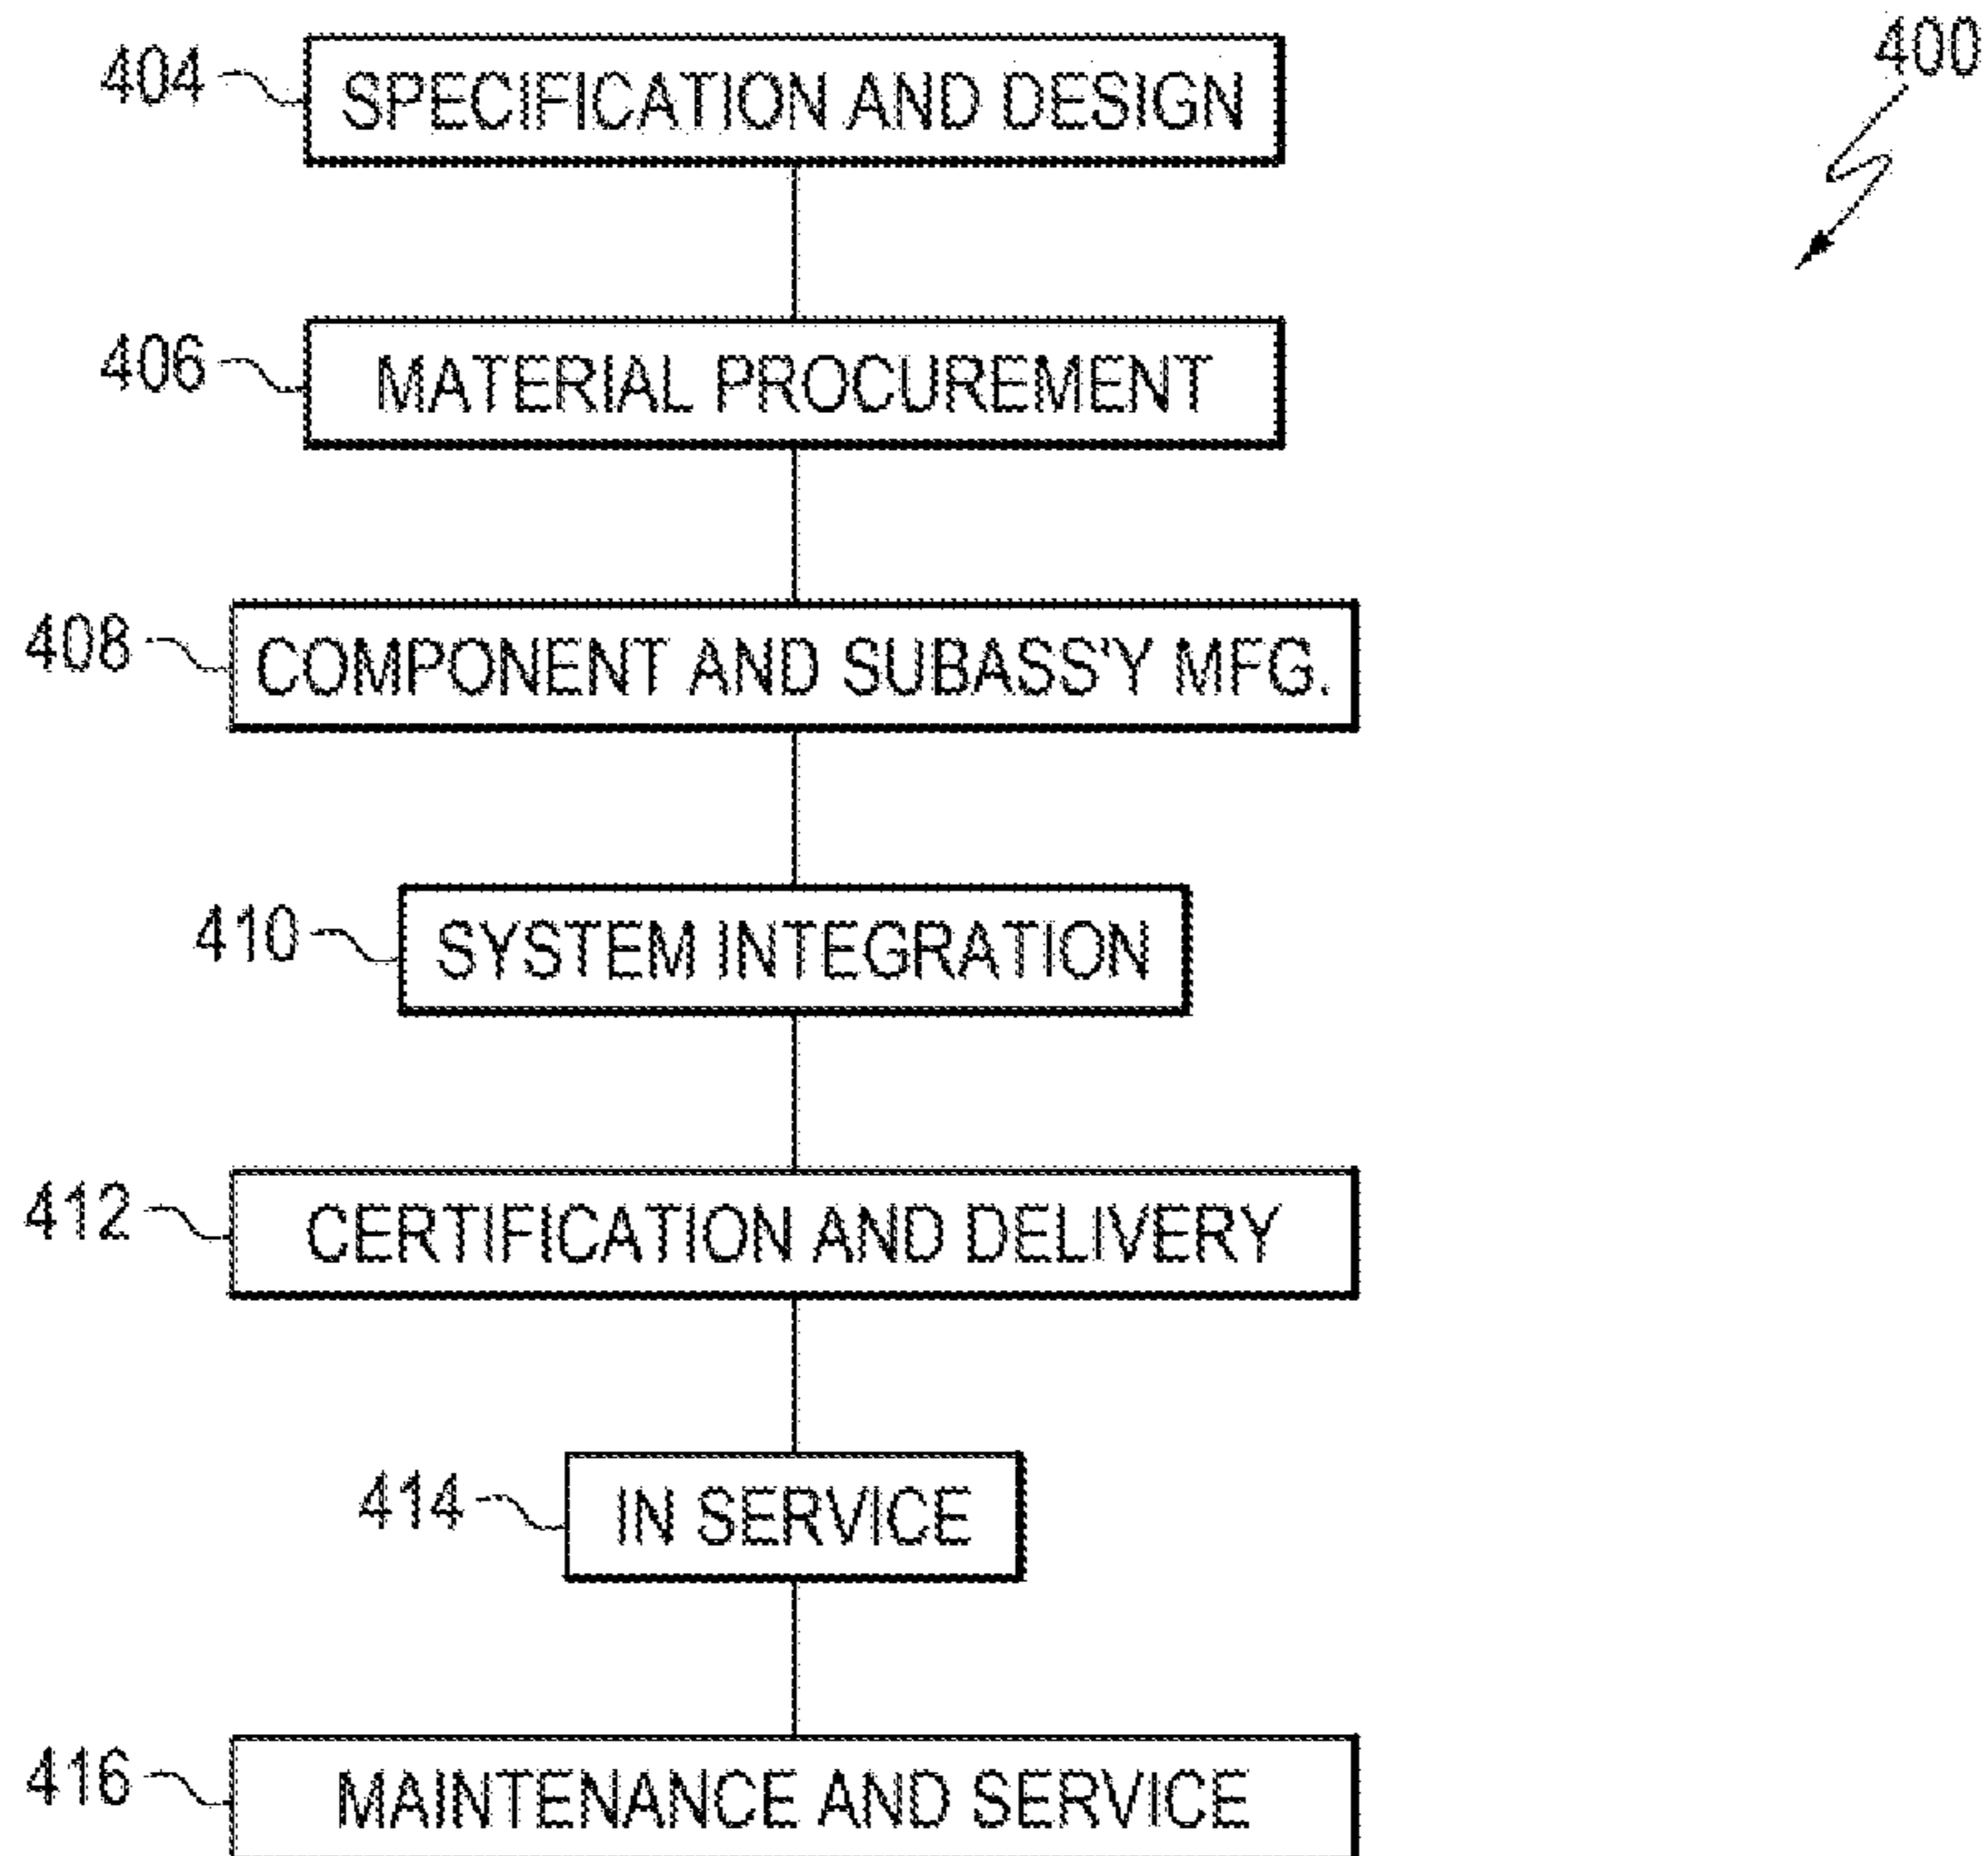 400
404 SPECIFICATION AND DESIGN
406 MATERIAL PROCUREMENT
408 COMPONENT AND SUBASS'Y MFG.
410 SYSTEM INTEGRATION
412 CERTIFICATION AND DELIVERY
414 IN SERVICE
416 MAINTENANCE AND SERVICE